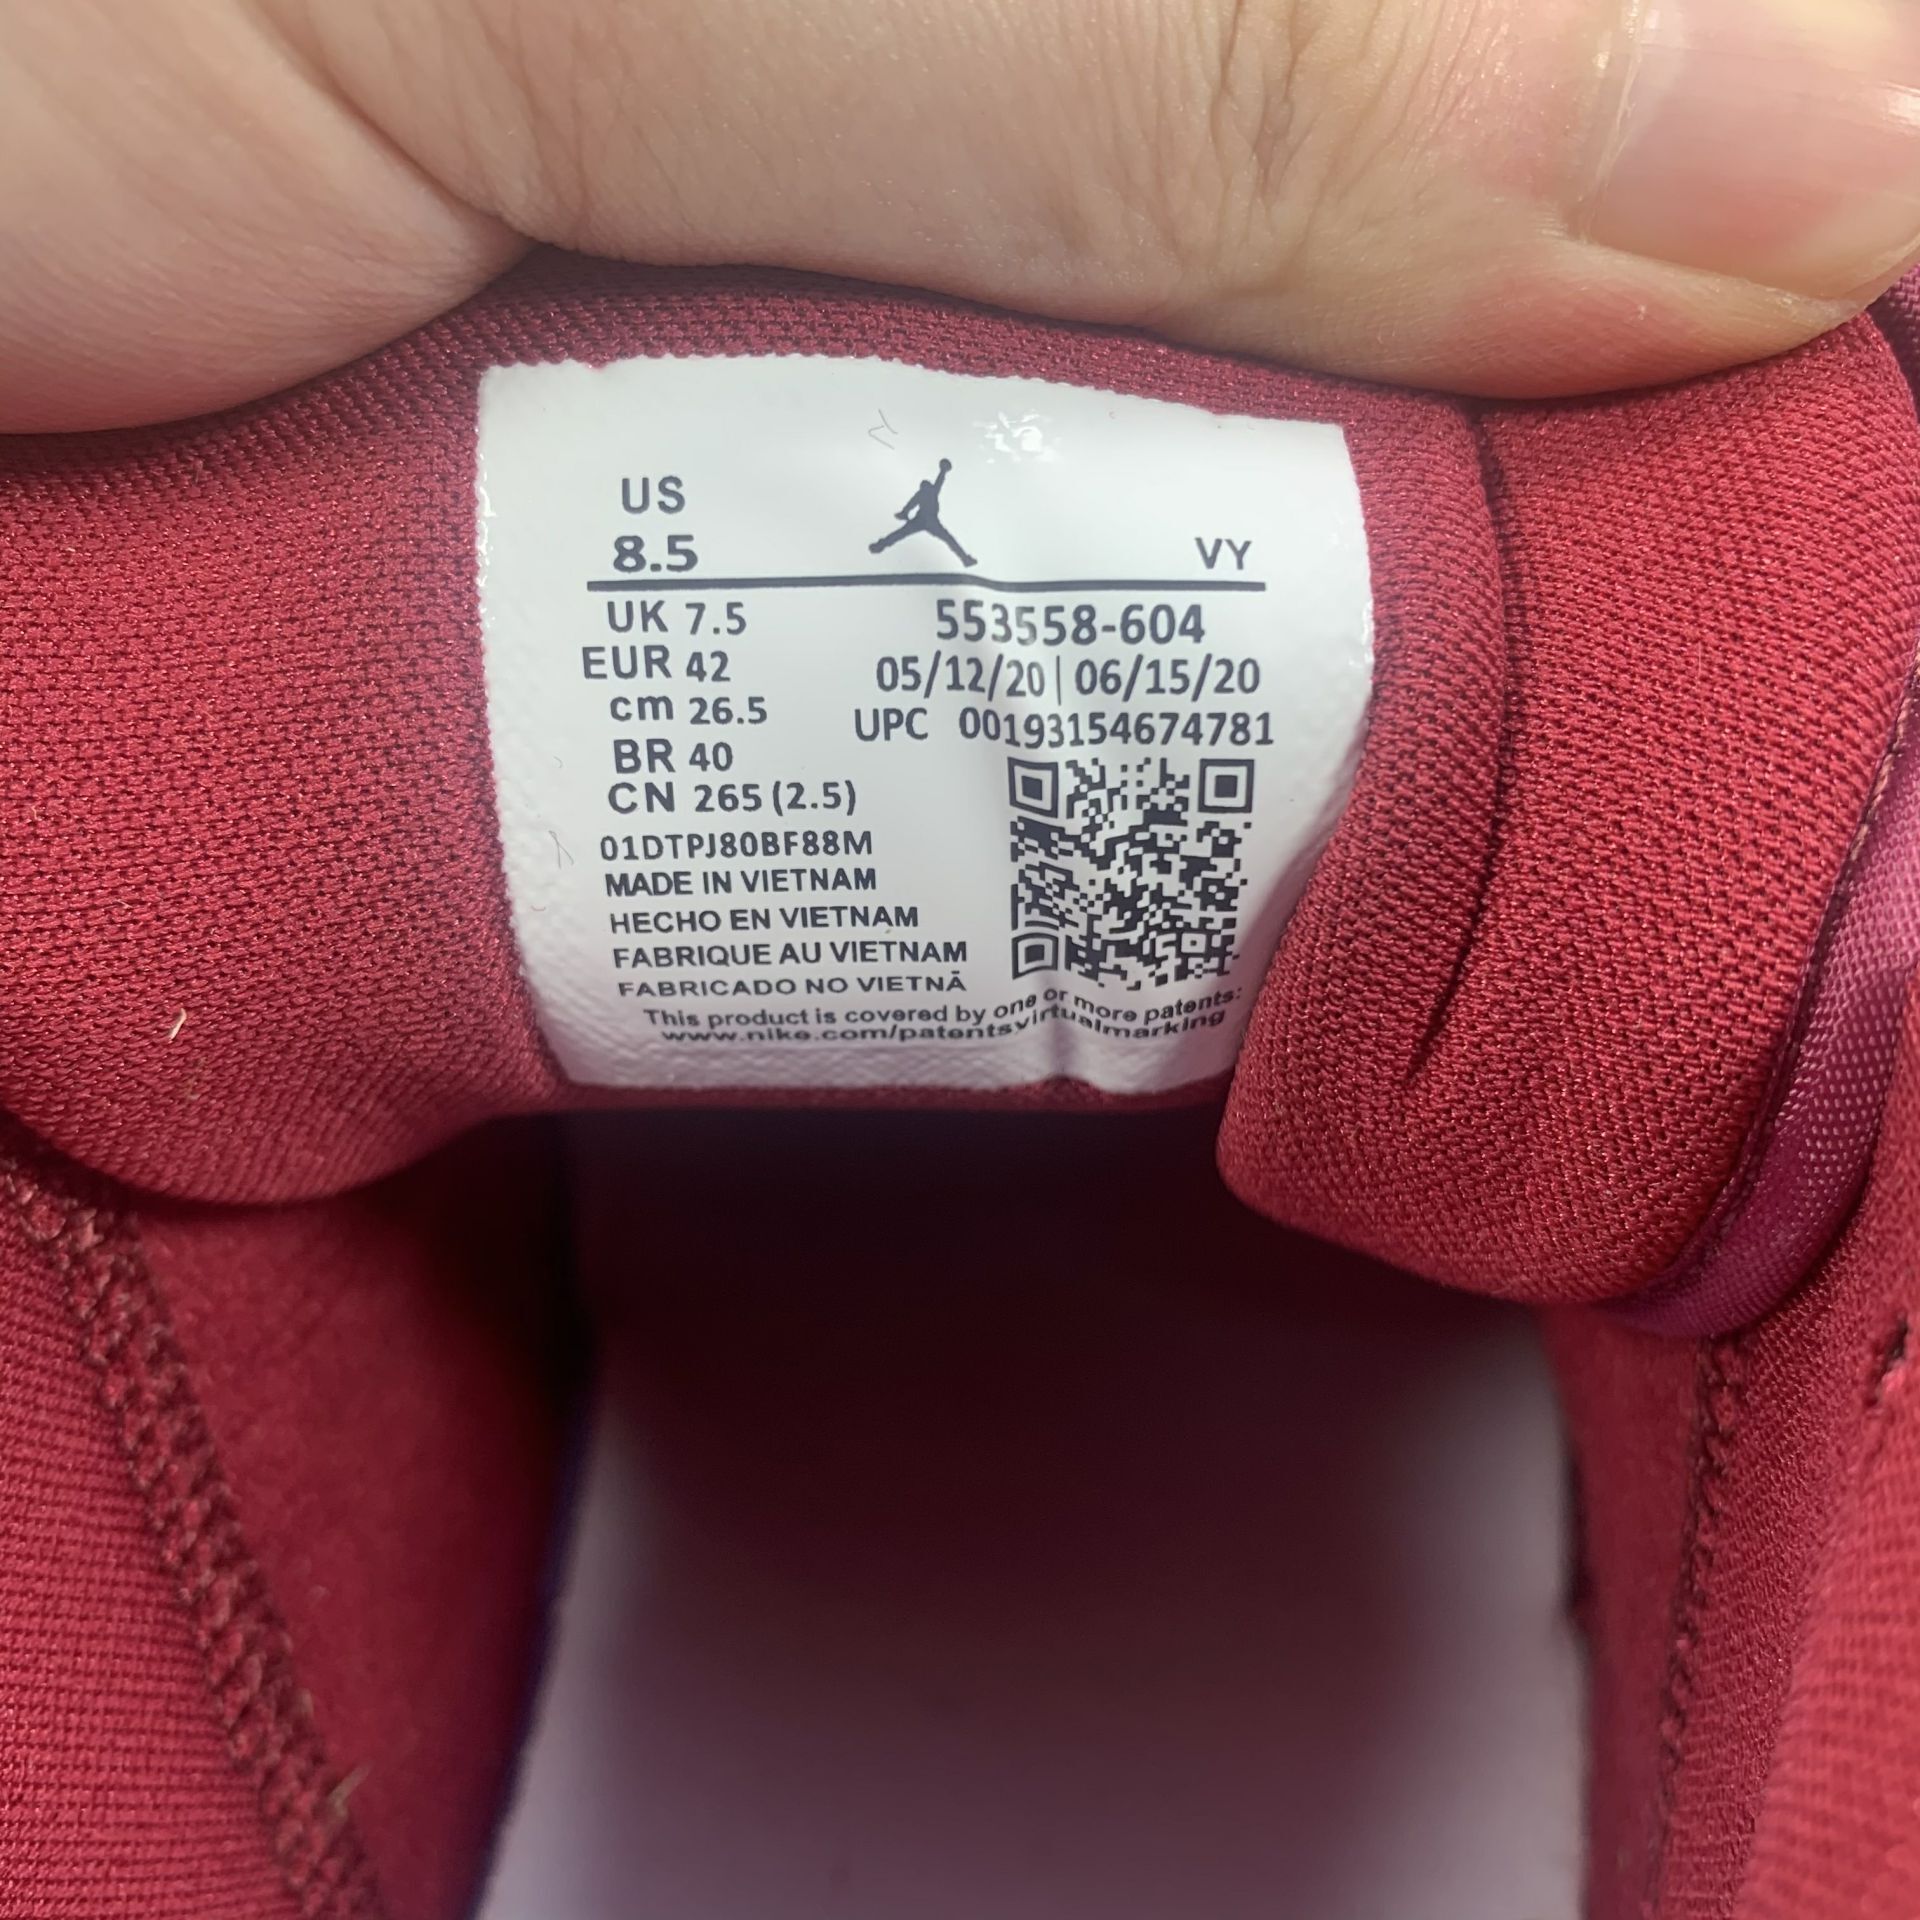 US
8.5 VY
UK 7.5 553558-604
EUR 42 05/12/20 | 06/15/20
cm 26.5 UPC 00193154674781
BR 40
CN 265 (2.5)
01DTPJ80BF88M
MADE IN VIETNAM
HECHO EN VIETNAM
FABRIQUE AU VIETNAM
FABRICADO NO VIETNÃ
This product is covered by one or more patents:
www.nike.com/patentsvirtualmarking